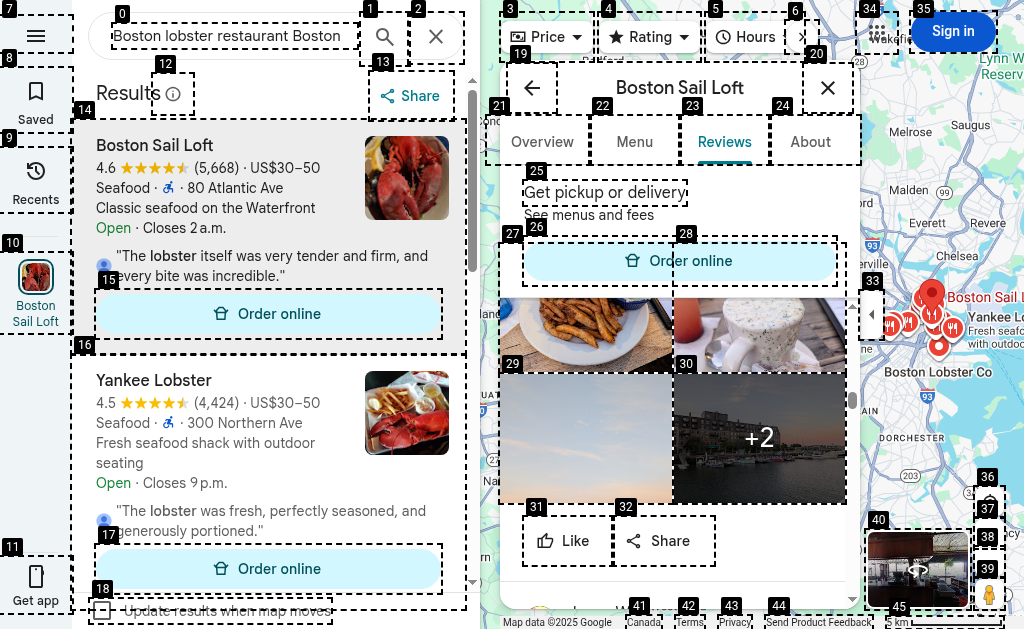 Boston lobster restaurant Boston
Price
Rating
Hours
Sign in
Saved
Recents
Boston
Sail Loft
Get app
Results
Share
Boston Sail Loft
4.6 (5,668) · US$30–50
Seafood · · 80 Atlantic Ave
Classic seafood on the Waterfront
Open · Closes 2 a.m.
"The lobster itself was very tender and firm, and
every bite was incredible."
Order online
Yankee Lobster
4.5 (4,424) · US$30–50
Seafood · · 300 Northern Ave
Fresh seafood shack with outdoor
seating
Open · Closes 9 p.m.
"The lobster was fresh, perfectly seasoned, and
generously portioned."
Order online
Update results when map moves
Boston Sail Loft
Overview
Menu
Reviews
About
Get pickup or delivery
See menus and fees
Order online
+2
Like
Share
Melrose
Saugus
Malden
99
Everett
Revere
93
Chelsea
Boston Sail L
Yankee Lo
Fresh seafo
with outdoo
Boston Lobster Co
93
DORCHESTER
203
28
Lynn W
Reserv
Map data ©2025 Google
Canada
Terms
Privacy
Send Product Feedback
5 km
0
1
2
3
4
5
6
7
8
9
10
11
12
13
14
15
16
17
18
19
20
21
22
23
24
25
26
27
28
29
30
31
32
33
34
35
36
37
38
39
40
41
42
43
44
45